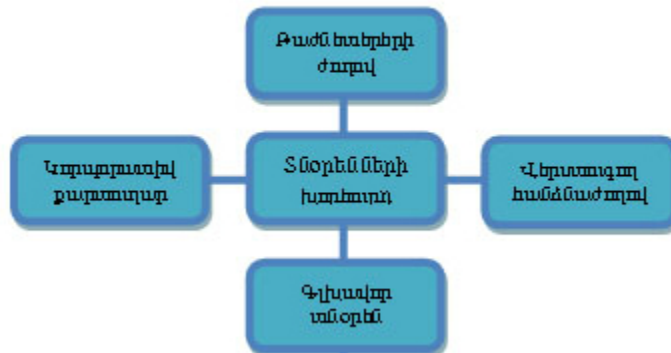 Բաժնետերերի
ժողով
Կորպորատիվ
քարտուղար
Տնօրենների
խորհուրդ
Վերստուգող
հանձնաժողով
Գլխավոր
տնօրեն